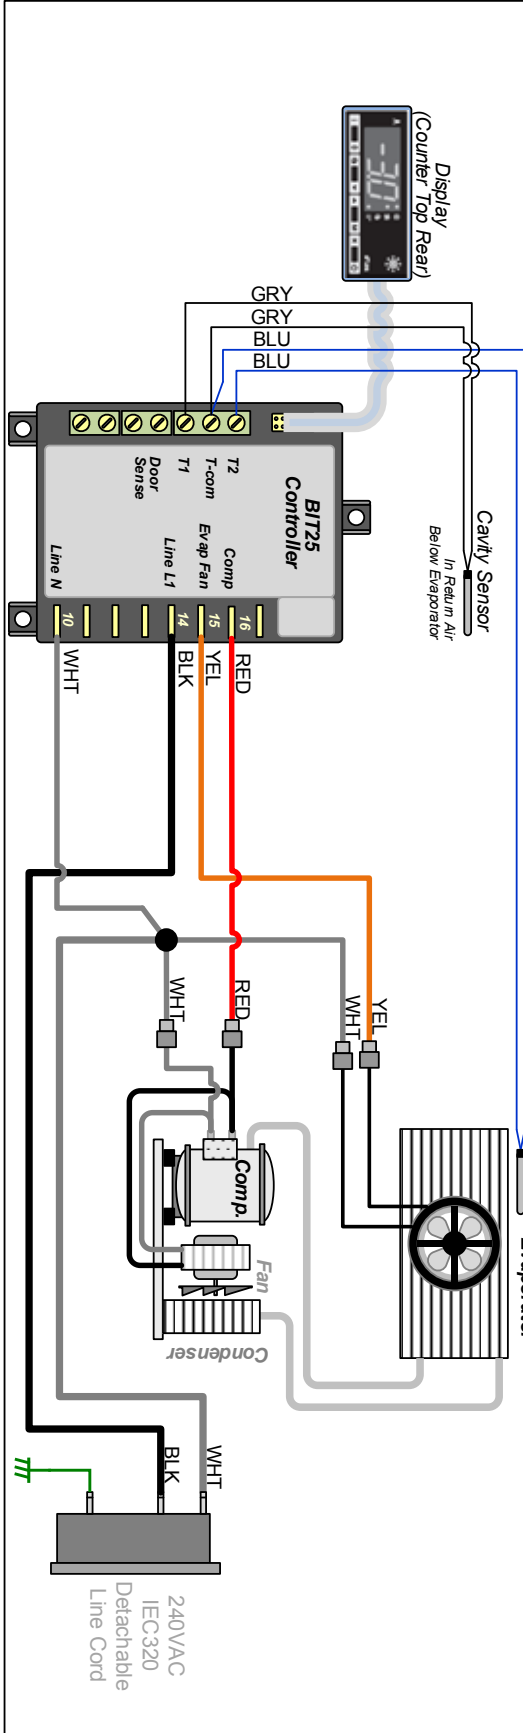 Display
(Counter Top Rear)
GRY
GRY
BLU
BLU
Cavity Sensor
In Return Air
Below Evaporator
BIT25
Controller
T2
T-com
T1
Door
Sense
Comp
Evap Fan
Line L1
Line N
16
15
14
10
RED
YEL
BLK
WHT
WHT
RED
WHT
YEL
Comp.
Fan
Condenser
WHT
BLK
240VAC
IEC320
Detachable
Line Cord